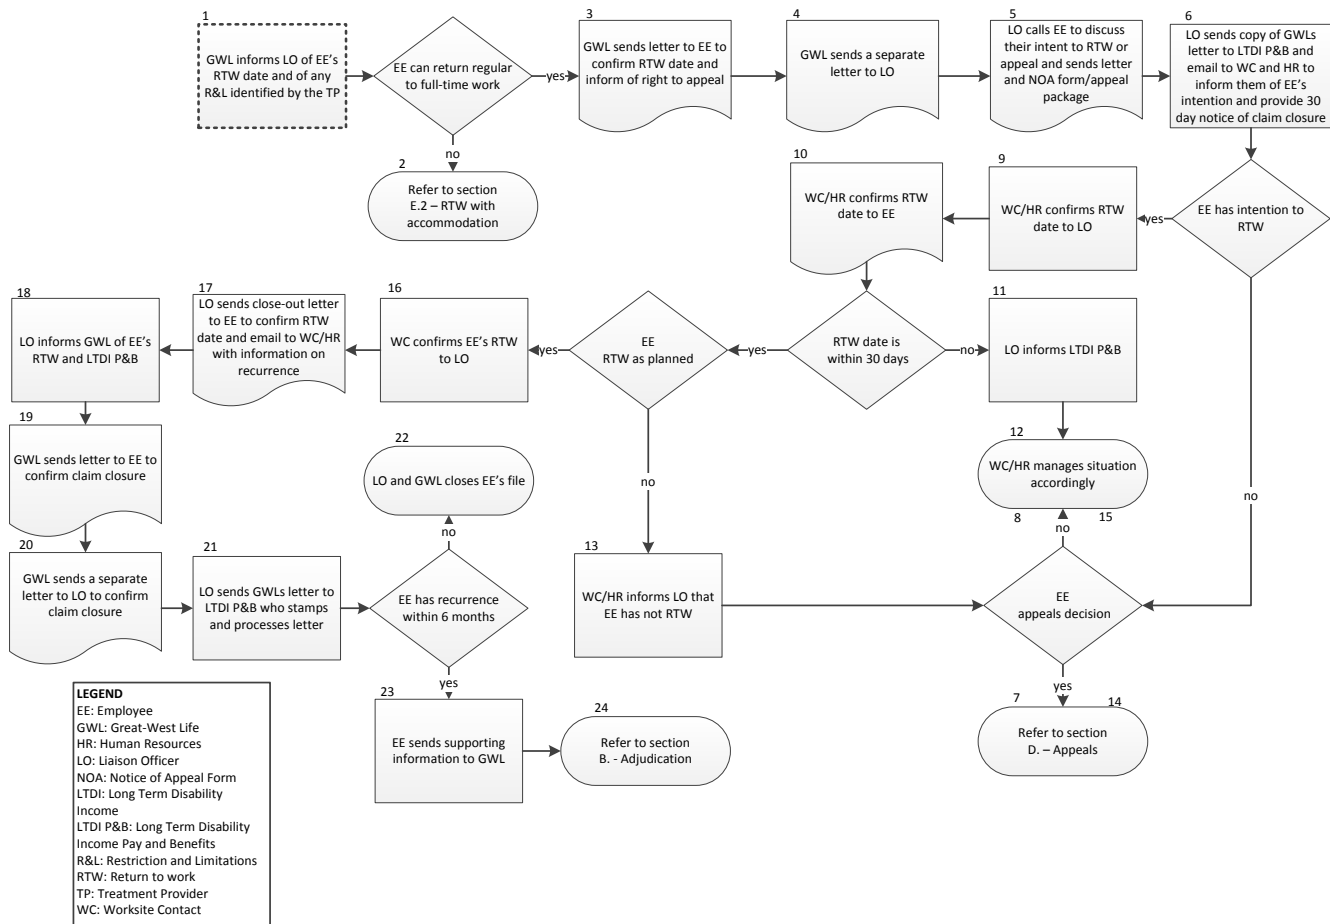 1
GWL informs LO of EE's
RTW date and of any
R&L identified by the TP
EE can return regular
to full-time work
yes
no
2
Refer to section
E.2 – RTW with
accommodation
3
GWL sends letter to EE to
confirm RTW date and
inform of right to appeal
4
GWL sends a separate
letter to LO
5
LO calls EE to discuss
their intent to RTW or
appeal and sends letter
and NOA form/appeal
package
6
LO sends copy of GWLs
letter to LTDI P&B and
email to WC and HR to
inform them of EE's
intention and provide 30
day notice of claim closure
EE has intention to
RTW
yes
no
9
WC/HR confirms RTW
date to LO
10
WC/HR confirms RTW
date to EE
RTW date is
within 30 days
no
yes
11
LO informs LTDI P&B
12
WC/HR manages situation
accordingly
8
15
no
EE
RTW as planned
yes
no
16
WC confirms EE's RTW
to LO
17
LO sends close-out letter
to EE to confirm RTW
date and email to WC/HR
with information on
recurrence
18
LO informs GWL of EE's
RTW and LTDI P&B
19
GWL sends letter to EE to
confirm claim closure
20
GWL sends a separate
letter to LO to confirm
claim closure
21
LO sends GWLs letter to
LTDI P&B who stamps
and processes letter
22
LO and GWL closes EE's file
no
EE has recurrence
within 6 months
yes
23
EE sends supporting
information to GWL
24
Refer to section
B. - Adjudication
13
WC/HR informs LO that
EE has not RTW
EE
appeals decision
yes
7
14
Refer to section
D. – Appeals
LEGEND
EE: Employee
GWL: Great-West Life
HR: Human Resources
LO: Liaison Officer
NOA: Notice of Appeal Form
LTDI: Long Term Disability
Income
LTDI P&B: Long Term Disability
Income Pay and Benefits
R&L: Restriction and Limitations
RTW: Return to work
TP: Treatment Provider
WC: Worksite Contact